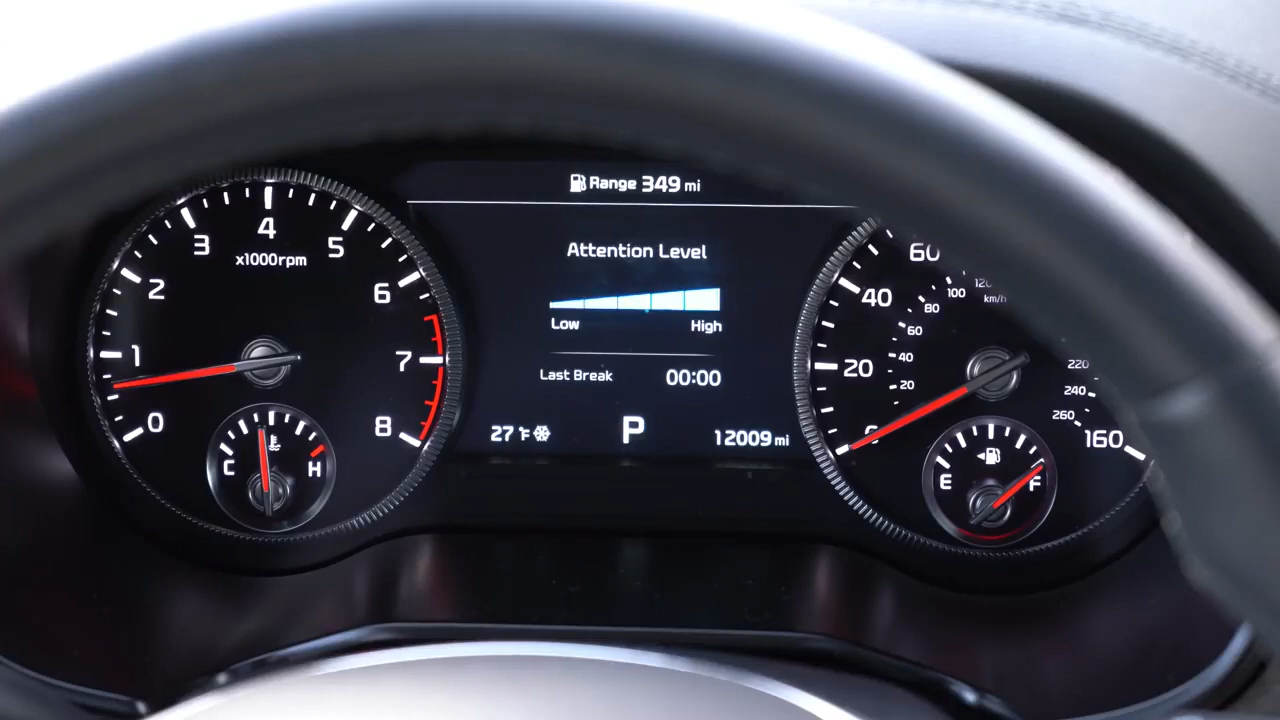 Range 349 mi
Attention Level
Low High
Last Break 00:00
27 °F P 12009 mi
0 1 2 3 4 5 6 7 8
x1000rpm
C H
20 40 60 160
20 40 60 80 100 120 220 240 260
km/h
E F